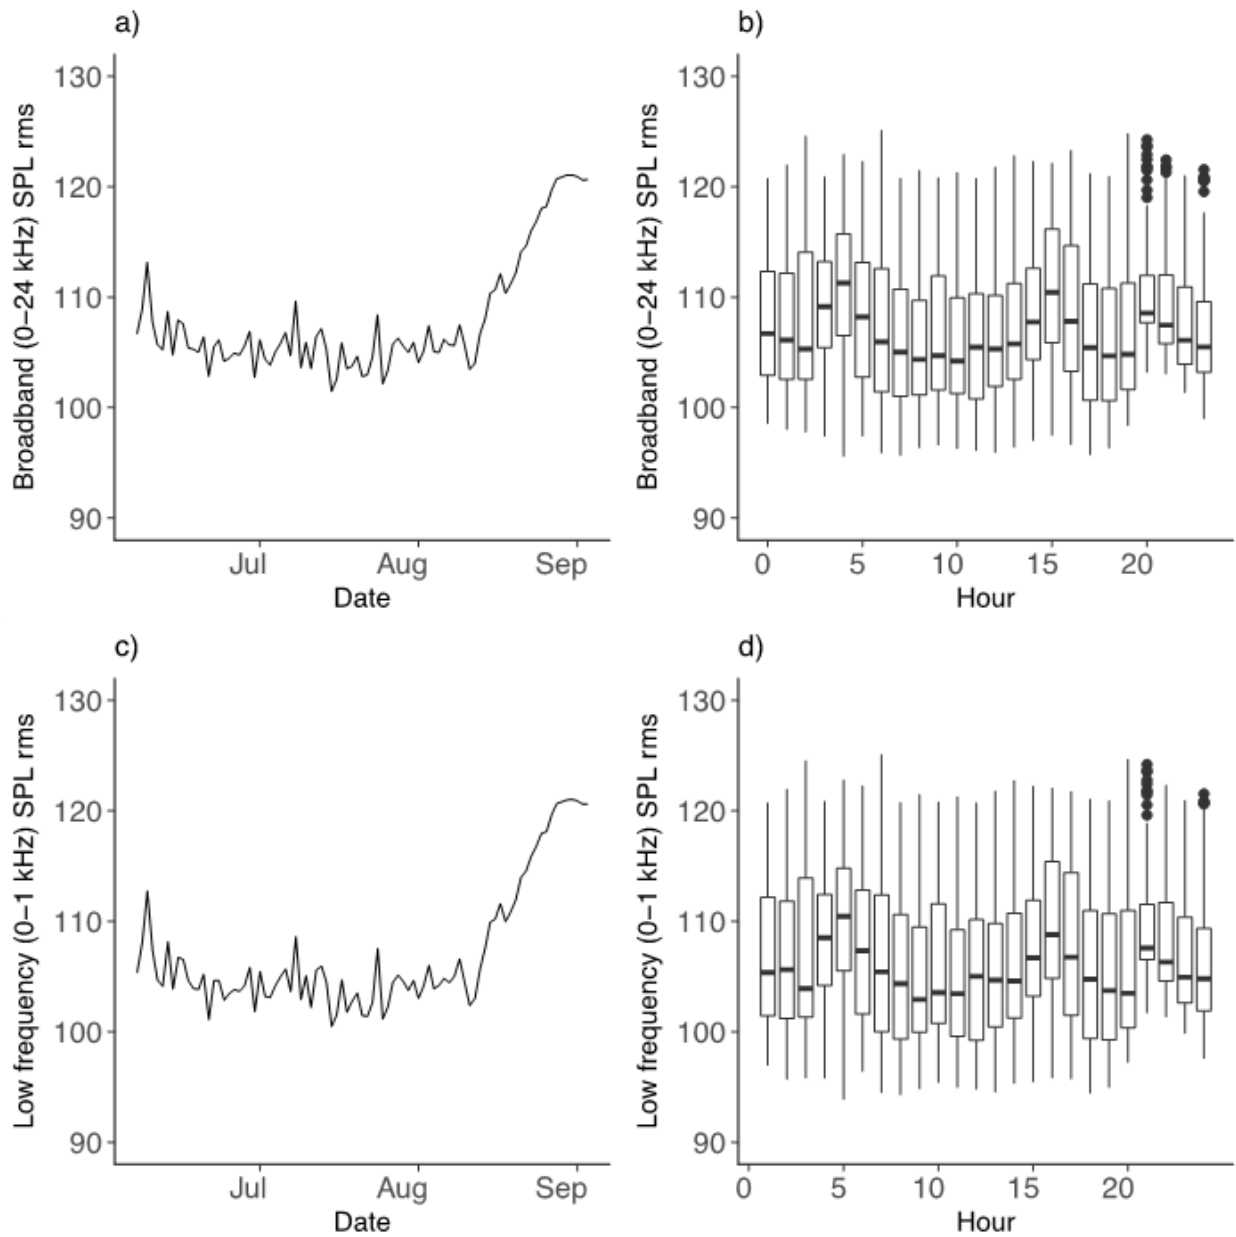 a)
Broadband (0−24 kHz) SPL rms
130
120
110
100
90
Jul Aug Sep
Date
b)
Broadband (0−24 kHz) SPL rms
130
120
110
100
90
0 5 10 15 20
Hour
c)
Low frequency (0−1 kHz) SPL rms
130
120
110
100
90
Jul Aug Sep
Date
d)
Low frequency (0−1 kHz) SPL rms
130
120
110
100
90
0 5 10 15 20
Hour